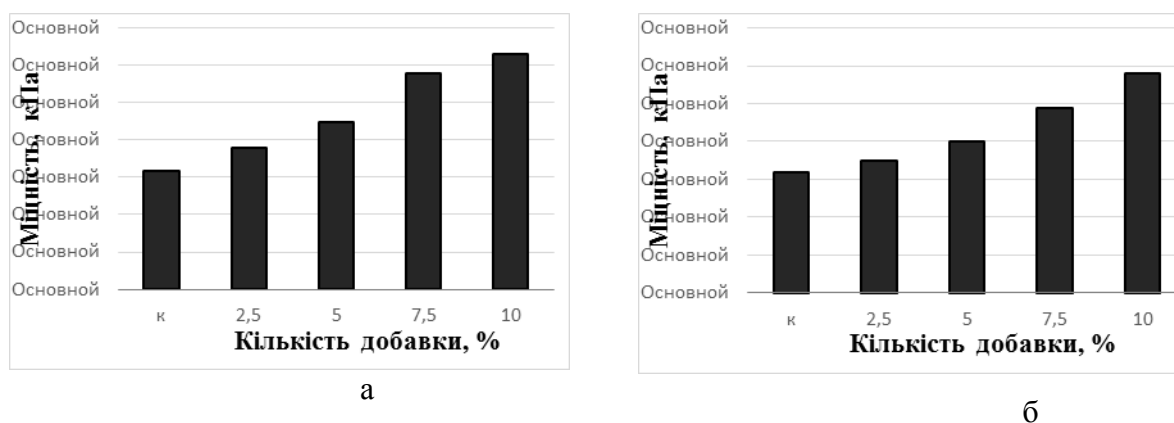 Основной
Основной
Основной
Основной
Основной
Основной
Основной
Основной
Міцність, кПа
к 2,5 5 7,5 10
Кількість добавки, %
а
Основной
Основной
Основной
Основной
Основной
Основной
Основной
Основной
Міцність, кПа
к 2,5 5 7,5 10
Кількість добавки, %
б